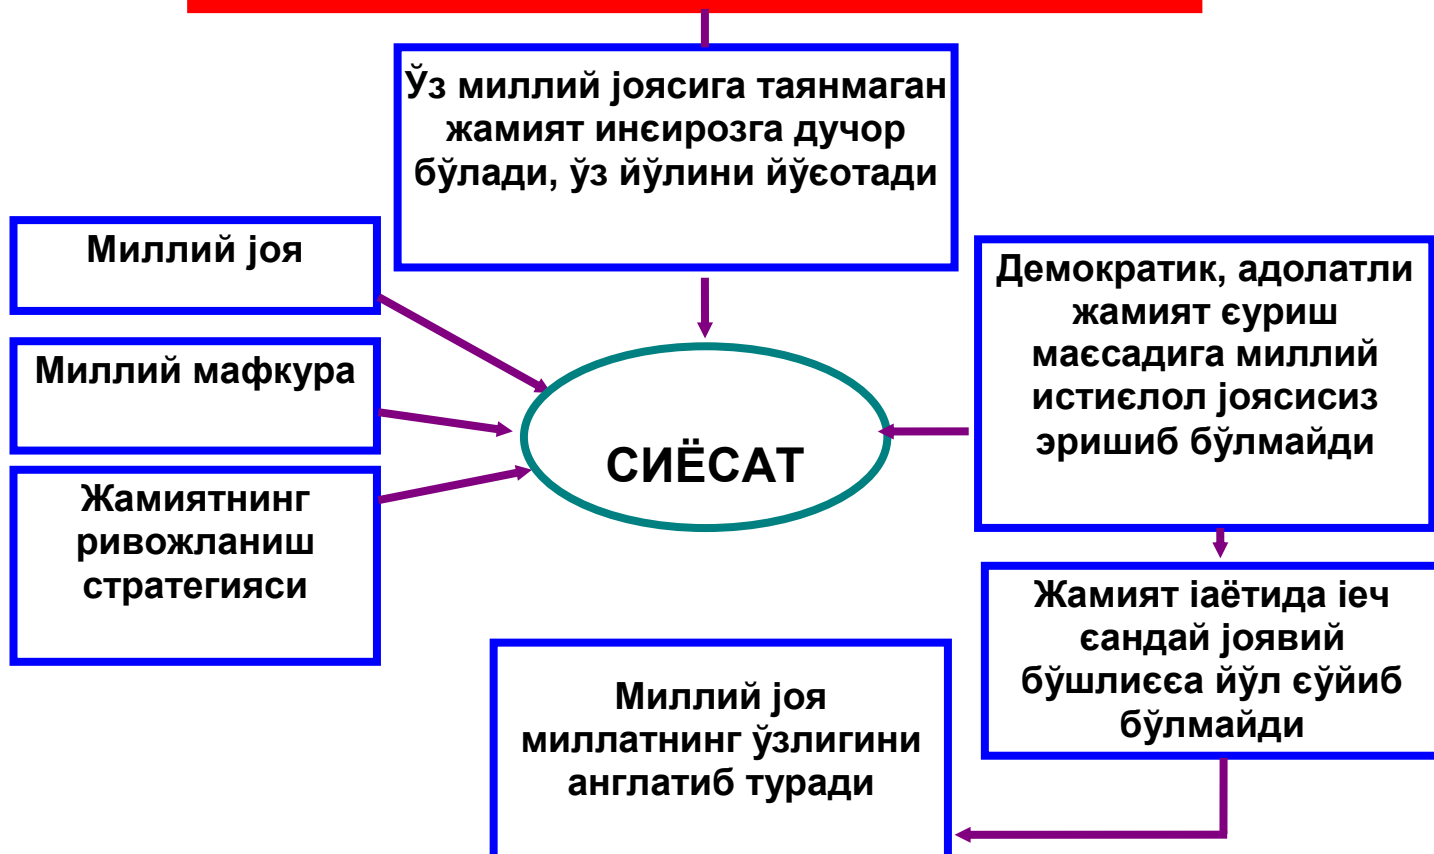 Ўз миллий јоясига таянмаган
жамият инєирозга дучор
бўлади, ўз йўлини йўєотади
Миллий јоя
Миллий мафкура
Жамиятнинг
ривожланиш
стратегияси
СИЁСАТ
Демократик, адолатли
жамият єуриш
маєсадига миллий
истиєлол јоясисиз
эришиб бўлмайди
Жамият іаётида іеч
єандай јоявий
бўшлиєєа йўл єўйиб
бўлмайди
Миллий јоя
миллатнинг ўзлигини
англатиб туради